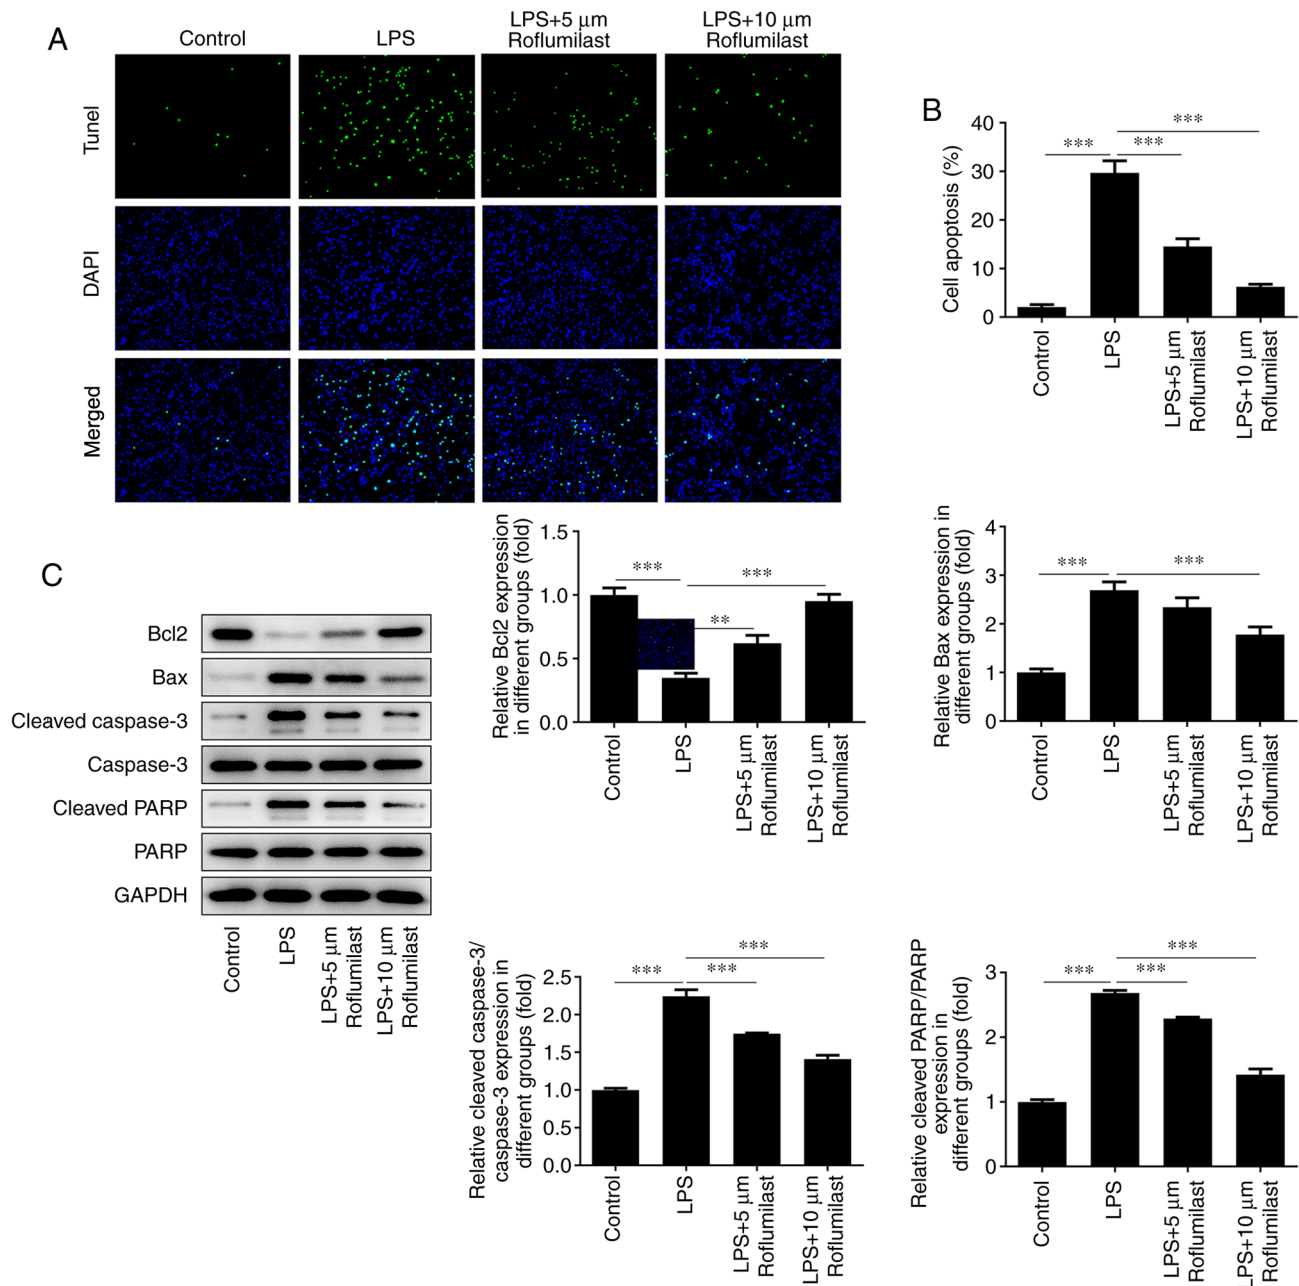 A
Control
LPS
LPS+5 μm
Roflumilast
LPS+10 μm
Roflumilast
Tunel
DAPI
Merged
B
Cell apoptosis (%)
40
30
20
10
0
***
***
***
Control
LPS
LPS+5 μm
Roflumilast
LPS+10 μm
Roflumilast
C
Bcl2
Bax
Cleaved caspase-3
Caspase-3
Cleaved PARP
PARP
GAPDH
Control
LPS
LPS+5 μm
Roflumilast
LPS+10 μm
Roflumilast
Relative Bcl2 expression
in different groups (fold)
1.5
1.0
0.5
0.0
***
***
**
Control
LPS
LPS+5 μm
Roflumilast
LPS+10 μm
Roflumilast
Relative Bax expression in
different groups (fold)
4
3
2
1
0
***
***
Control
LPS
LPS+5 μm
Roflumilast
LPS+10 μm
Roflumilast
Relative cleaved caspase-3/
caspase-3 expression in
different groups (fold)
2.5
2.0
1.5
1.0
0.5
0.0
***
***
***
Control
LPS
LPS+5 μm
Roflumilast
LPS+10 μm
Roflumilast
Relative cleaved PARP/PARP
expression in
different groups (fold)
3
2
1
0
***
***
***
Control
LPS
LPS+5 μm
Roflumilast
LPS+10 μm
Roflumilast